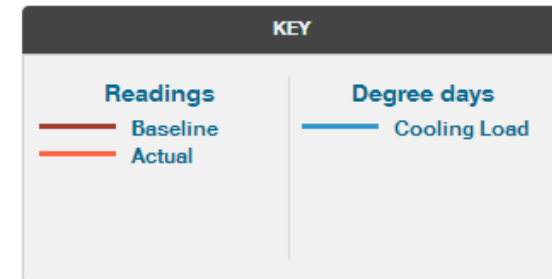 KEY
Readings
Baseline
Actual
Degree days
Cooling Load